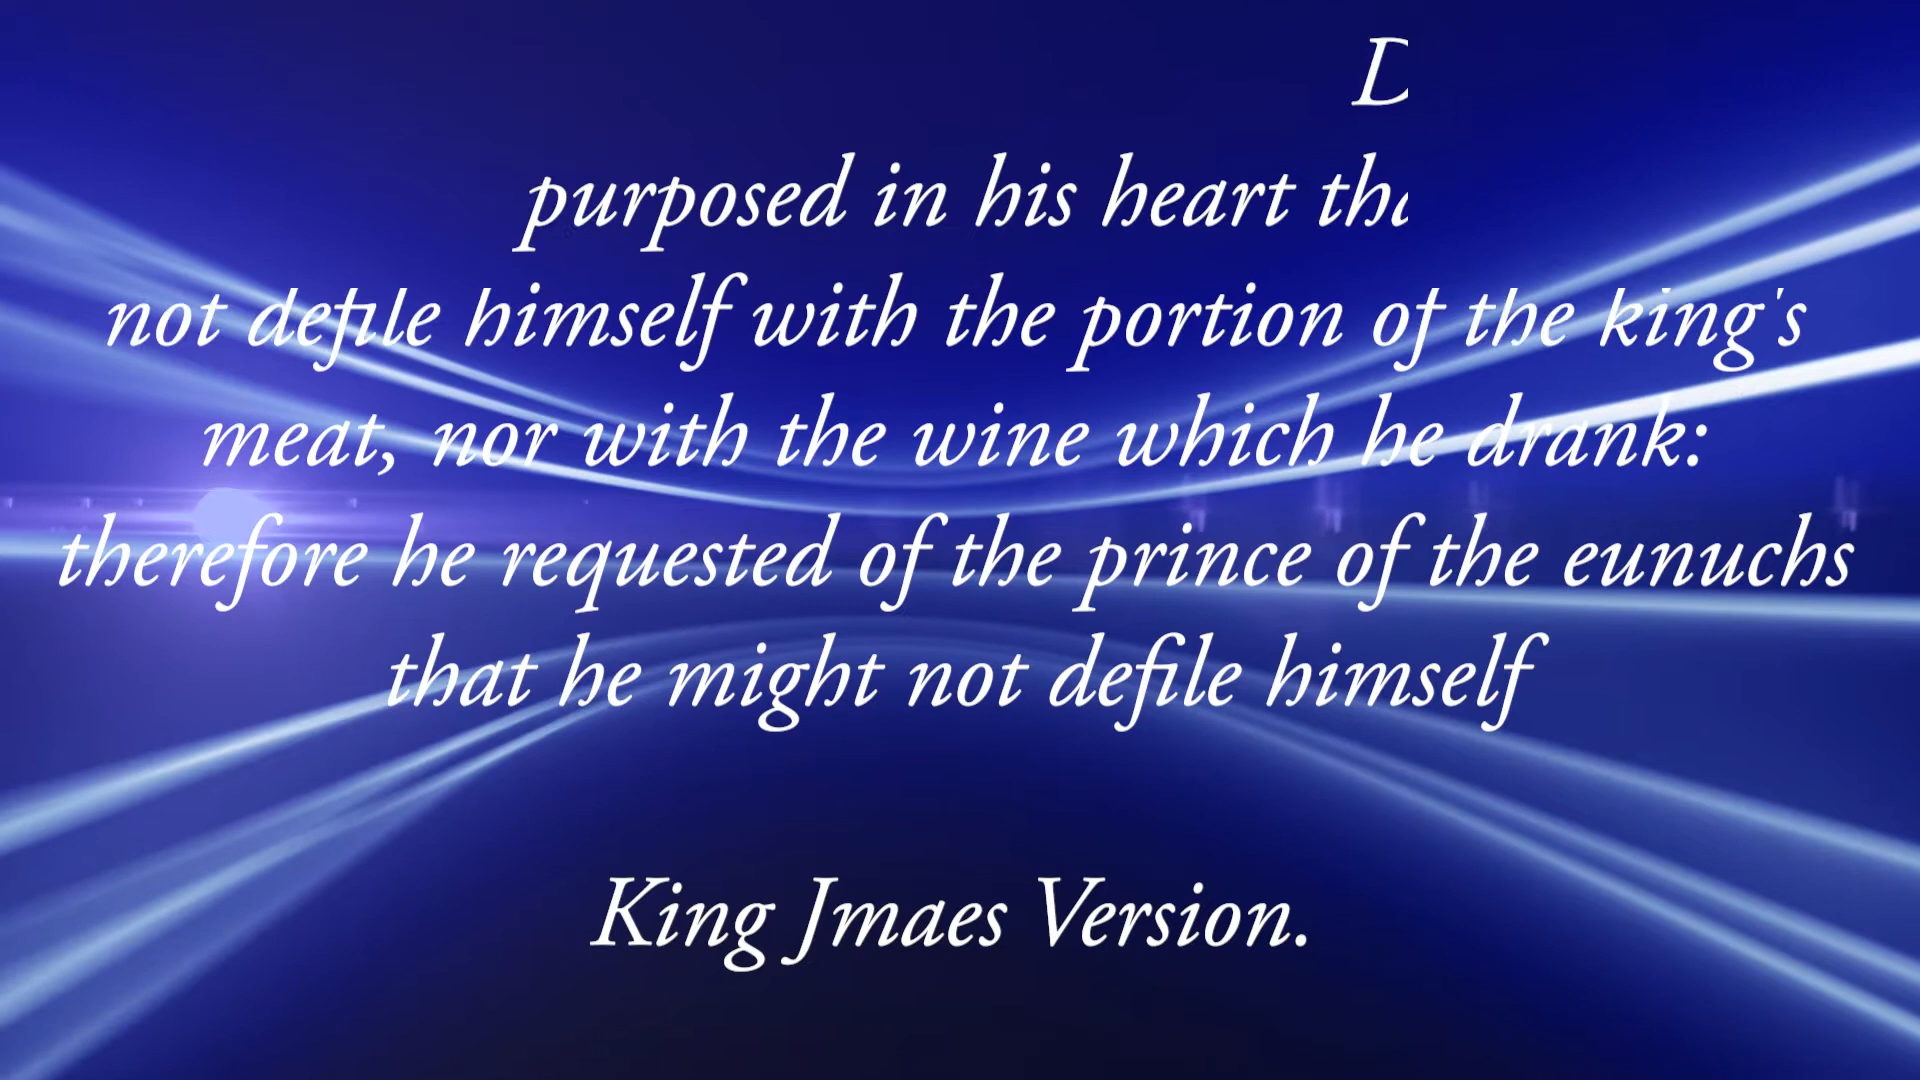 purposed in his heart
not defile himself with the portion of the king's
meat, nor with the wine which he drank:
therefore he requested of the prince of the eunuchs
that he might not defile himself
King Jmaes Version.